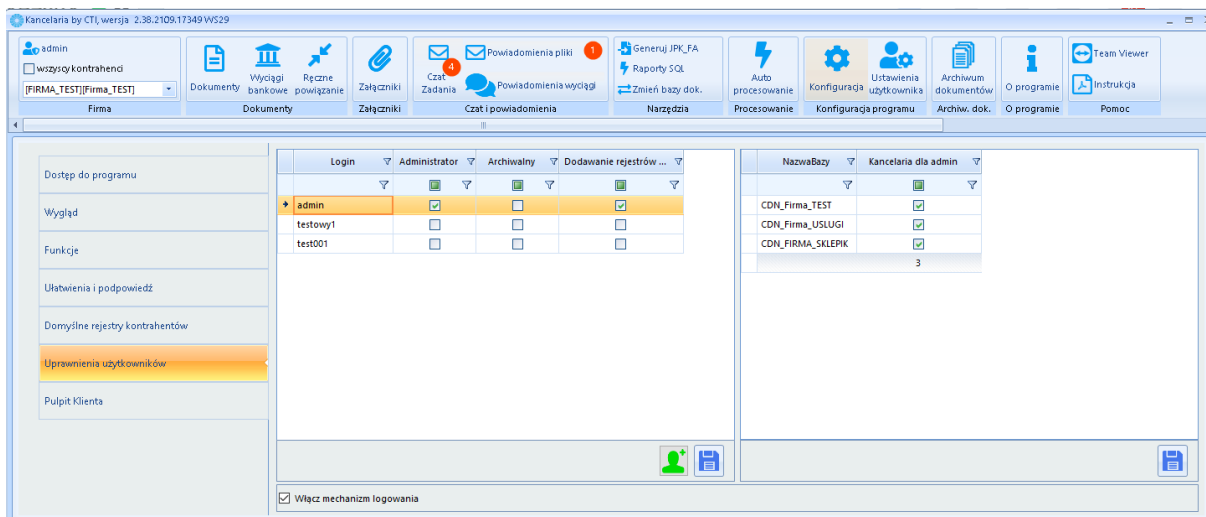 Kancelaria by CTI, wersja 2.38.2109.17349 WS29
admin
wszyscy kontrahenci
[FIRMA_TEST][Firma_TEST]
Firma
Dokumenty
Wyciągi bankowe
Ręczne powiązanie
Dokumenty
Załączniki
Załączniki
Czat
4
Zadania
Powiadomienia pliki
1
Powiadomienia wyciągi
Czat i powiadomienia
Generuj JPK_FA
Raporty SQL
Zmień bazy dok.
Narzędzia
Auto procesowanie
Procesowanie
Konfiguracja
Ustawienia użytkownika
Konfiguracja programu
Archiwum dokumentów
Archiw. dok.
O programie
O programie
Team Viewer
Instrukcja
Pomoc
Dostęp do programu
Wygląd
Funkcje
Ułatwienia i podpowiedź
Domyślne rejestry kontrahentów
Uprawnienia użytkowników
Pulpit Klienta
Login Administrator Archiwalny Dodawanie rejestrów ...
admin
testowy1
test001
NazwaBazy Kancelaria dla admin
CDN_Firma_TEST
CDN_Firma_USLUGI
CDN_FIRMA_SKLEPIK
3
Włącz mechanizm logowania